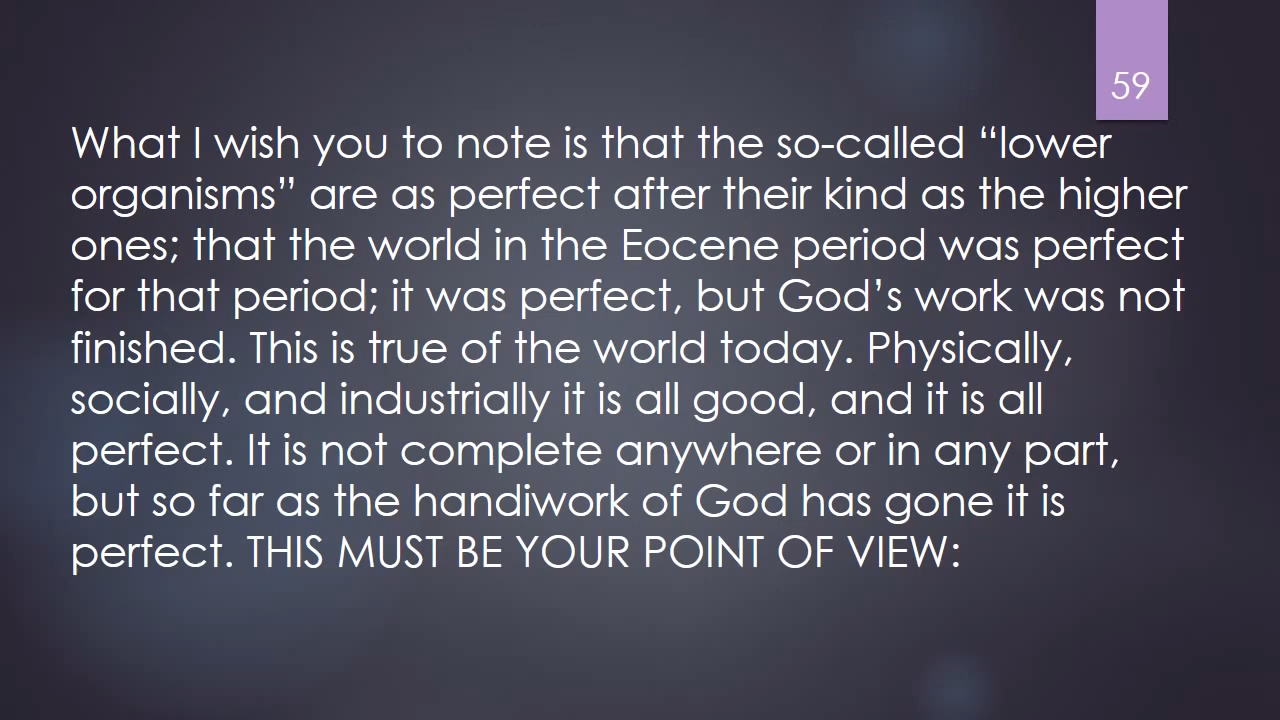 59
What I wish you to note is that the so-called “lower
organisms” are as perfect after their kind as the higher
ones; that the world in the Eocene period was perfect
for that period; it was perfect, but God’s work was not
finished. This is true of the world today. Physically,
socially, and industrially it is all good, and it is all
perfect. It is not complete anywhere or in any part,
but so far as the handiwork of God has gone it is
perfect. THIS MUST BE YOUR POINT OF VIEW: